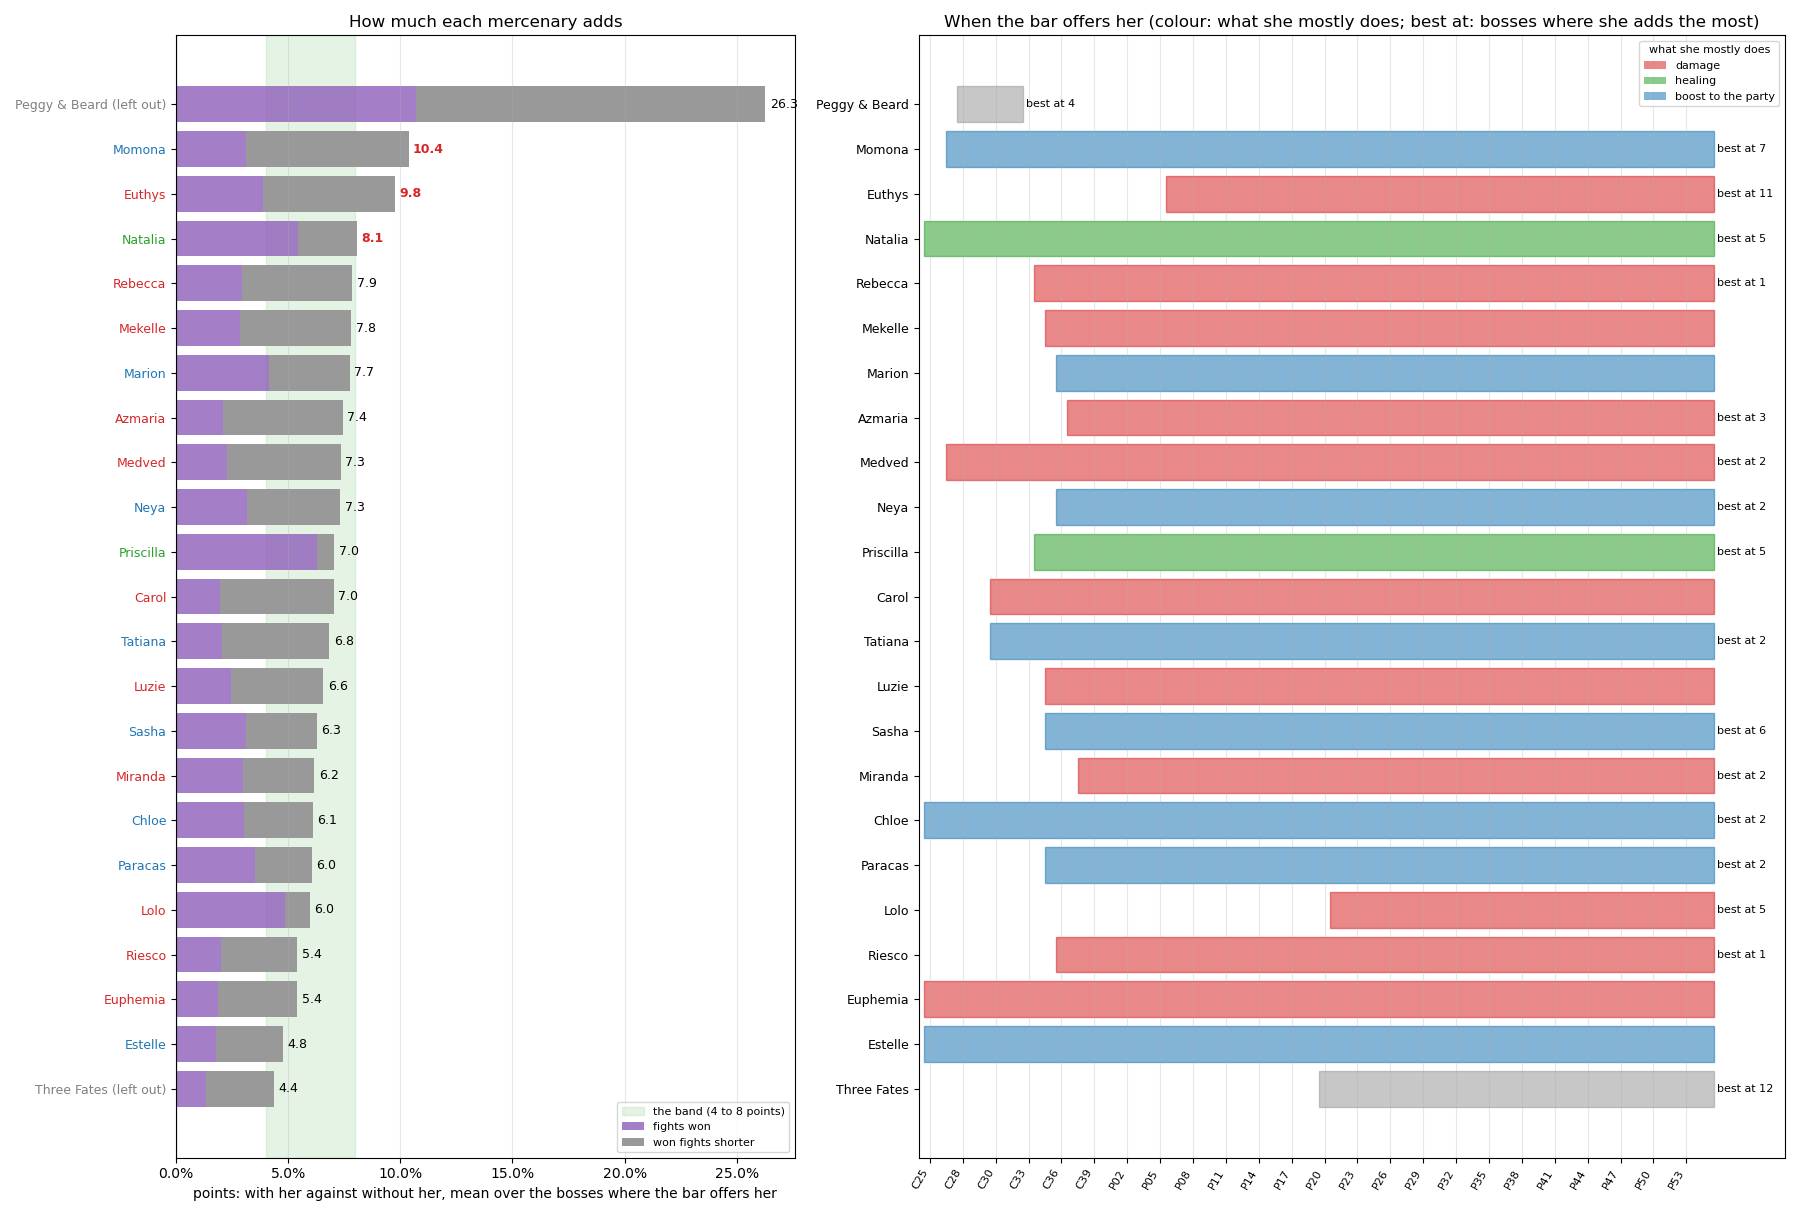 How much each mercenary adds
Peggy & Beard (left out)
26.3
Momona
10.4
Euthys
9.8
Natalia
8.1
Rebecca
7.9
Mekelle
7.8
Marion
7.7
Azmaria
7.4
Medved
7.3
Neya
7.3
Priscilla
7.0
Carol
7.0
Tatiana
6.8
Luzie
6.6
Sasha
6.3
Miranda
6.2
Chloe
6.1
Paracas
6.0
Lolo
6.0
Riesco
5.4
Euphemia
5.4
Estelle
4.8
Three Fates (left out)
4.4
the band (4 to 8 points)
fights won
won fights shorter
0.0% 5.0% 10.0% 15.0% 20.0% 25.0%
points: with her against without her, mean over the bosses where the bar offers her
When the bar offers her (colour: what she mostly does; best at: bosses where she adds the most)
what she mostly does
damage
healing
boost to the party
Peggy & Beard
best at 4
Momona
best at 7
Euthys
best at 11
Natalia
best at 5
Rebecca
best at 1
Mekelle
Marion
Azmaria
best at 3
Medved
best at 2
Neya
best at 2
Priscilla
best at 5
Carol
Tatiana
best at 2
Luzie
Sasha
best at 6
Miranda
best at 2
Chloe
best at 2
Paracas
best at 2
Lolo
best at 5
Riesco
best at 1
Euphemia
Estelle
Three Fates
best at 12
C25 C28 C30 C33 C36 C39 P02 P05 P08 P11 P14 P17 P20 P23 P26 P29 P32 P35 P38 P41 P44 P47 P50 P53